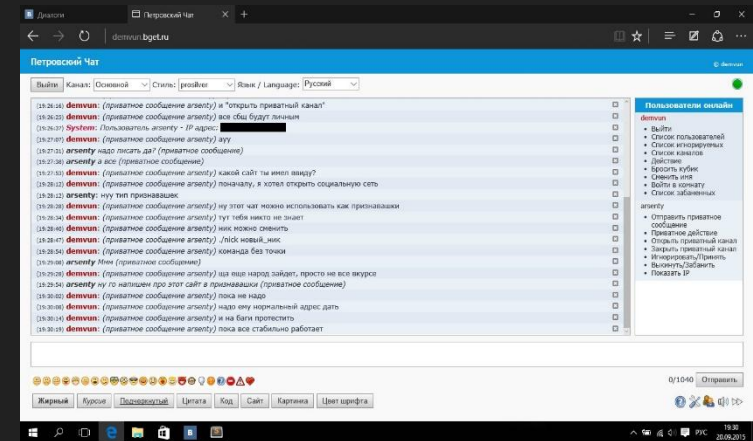 Диалоги
Петровский Чат
demvun.bget.ru
Петровский Чат
© demvun
Выйти Канал: Основной Стиль: prosilver Язык / Language: Русский
(19:26:16) demvun: (приватное сообщение arsenty) и "открыть приватный канал"
(19:26:25) demvun: (приватное сообщение arsenty) все сбщ будут личным
(19:26:37) System: Пользователь arsenty - IP адрес:
(19:27:07) demvun: (приватное сообщение arsenty) ауу
(19:27:31) arsenty надо писать да? (приватное сообщение)
(19:27:38) arsenty а все (приватное сообщение)
(19:27:53) demvun: (приватное сообщение arsenty) какой сайт ты имел ввиду?
(19:28:12) demvun: (приватное сообщение arsenty) поначалу, я хотел открыть социальную сеть
(19:28:12) arsenty: нуу тип признавашек
(19:28:28) demvun: (приватное сообщение arsenty) ну этот чат можно использовать как признавашки
(19:28:34) demvun: (приватное сообщение arsenty) тут тебя никто не знает
(19:28:40) demvun: (приватное сообщение arsenty) ник можно сменить
(19:28:47) demvun: (приватное сообщение arsenty) ./nick новый_ник
(19:28:54) demvun: (приватное сообщение arsenty) команда без точки
(19:29:08) arsenty Ммм (приватное сообщение)
(19:29:28) demvun: (приватное сообщение arsenty) ща еще народ зайдет, просто не все вкурсе
(19:29:54) arsenty ну го напишем про этот сайт в признавашки (приватное сообщение)
(19:30:02) demvun: (приватное сообщение arsenty) пока не надо
(19:30:08) demvun: (приватное сообщение arsenty) надо ему нормальный адрес дать
(19:30:14) demvun: (приватное сообщение arsenty) и на баги протестить
(19:30:19) demvun: (приватное сообщение arsenty) пока все стабильно работает
Пользователи онлайн
demvun
Выйти
Список пользователей
Список игнорируемых
Список каналов
Действие
Бросить кубик
Сменить имя
Войти в комнату
Список забаненных
arsenty
Отправить приватное
сообщение
Приватное действие
Открыть приватный канал
Закрыть приватный канал
Игнорировать/Принять
Выкинуть/Забанить
Показать IP
0/1040 Отправить
Жирный Курсив Подчеркнутый Цитата Код Сайт Картинка Цвет шрифта
РУС
19:30
20.09.2015